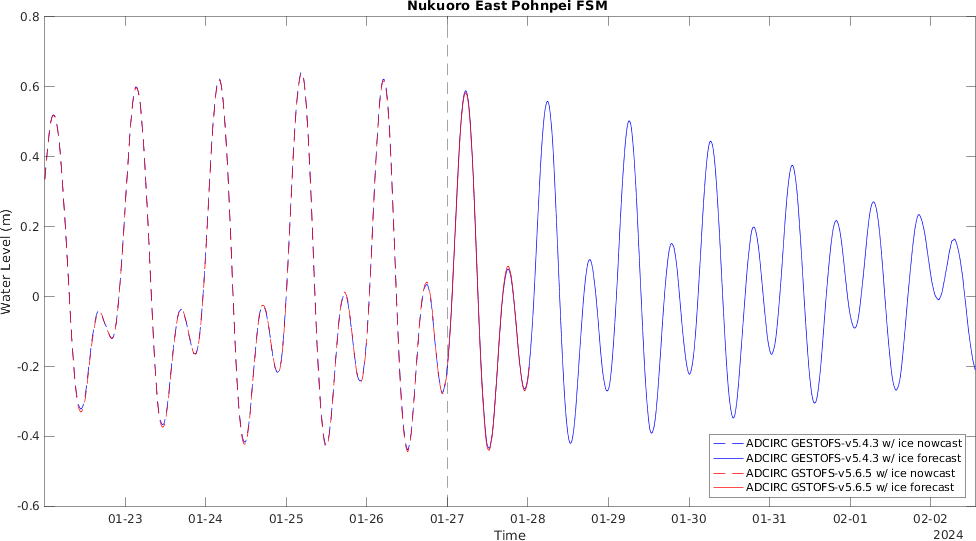 Nukuoro East Pohnpei FSM
0.8
0.6
0.4
0.2
0
-0.2
-0.4
-0.6
Water Level (m)
01-23 01-24 01-25 01-26 01-27 01-28 01-29 01-30 01-31 02-01 02-02
Time
2024
ADCIRC GESTOFS-v5.4.3 w/ ice nowcast
ADCIRC GESTOFS-v5.4.3 w/ ice forecast
ADCIRC GSTOFS-v5.6.5 w/ ice nowcast
ADCIRC GSTOFS-v5.6.5 w/ ice forecast